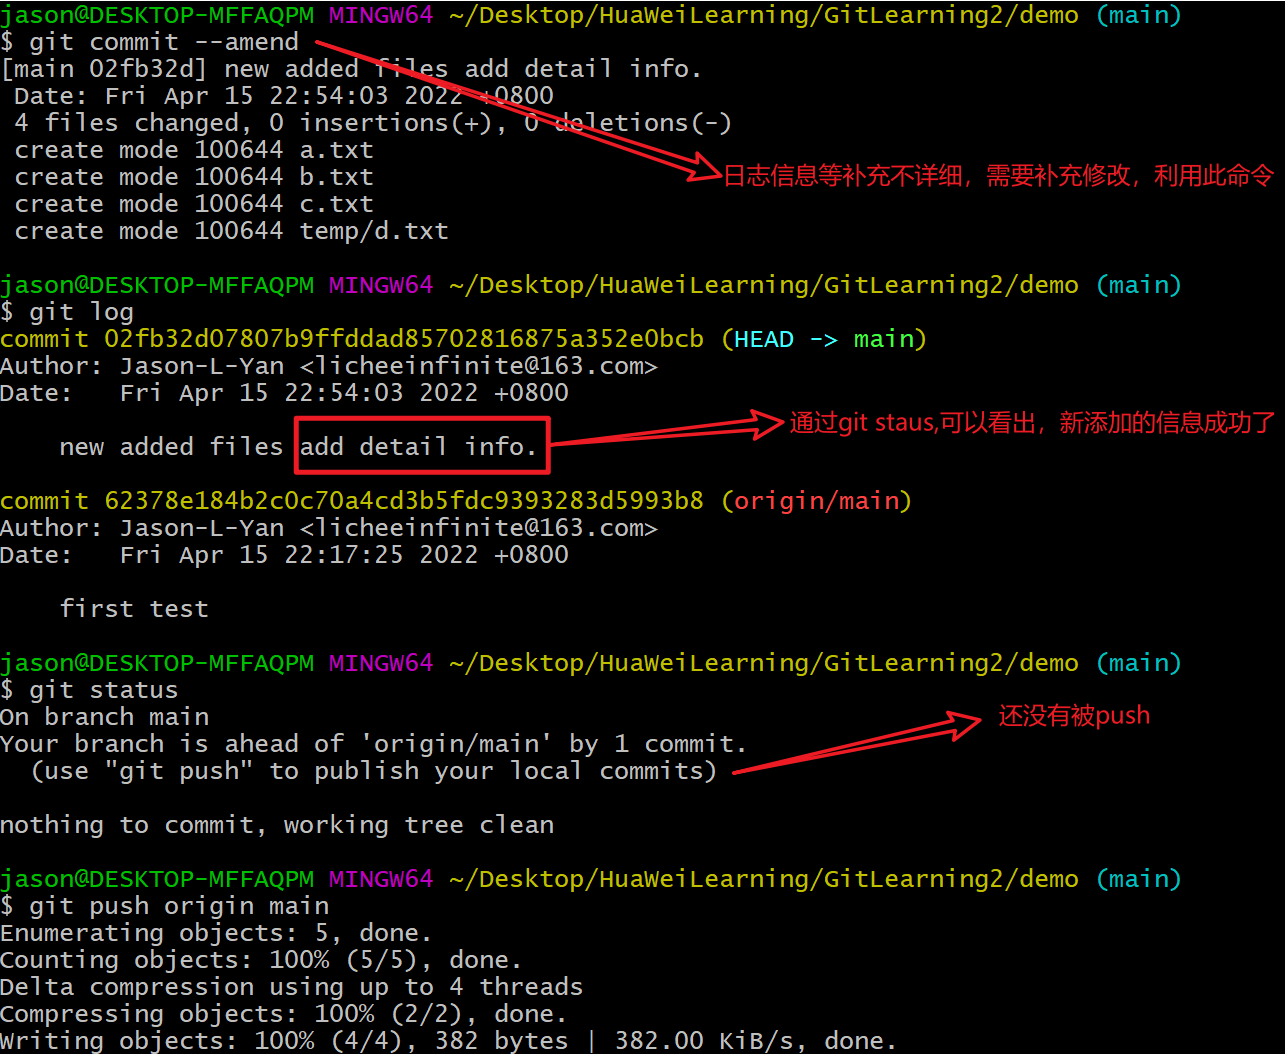 jason@DESKTOP-MFFAQPM MINGW64 ~/Desktop/HuaWeiLearning/GitLearning2/demo (main)
$ git commit --amend
[main 02fb32d] new added files add detail info.
Date: Fri Apr 15 22:54:03 2022 +0800
4 files changed, 0 insertions(+), 0 deletions(-)
create mode 100644 a.txt
日志信息等补充不详细，需要补充修改，利用此命令
create mode 100644 b.txt
create mode 100644 c.txt
create mode 100644 temp/d.txt
jason@DESKTOP-MFFAQPM MINGW64 ~/Desktop/HuaWeiLearning/GitLearning2/demo (main)
$ git log
commit 02fb32d07807b9ffddad85702816875a352e0bcb (HEAD -> main)
Author: Jason-L-Yan <licheeinfinite@163.com>
Date:   Fri Apr 15 22:54:03 2022 +0800
通过git staus,可以看出，新添加的信息成功了
new added files add detail info.
commit 62378e184b2c0c70a4cd3b5fdc9393283d5993b8 (origin/main)
Author: Jason-L-Yan <licheeinfinite@163.com>
Date:   Fri Apr 15 22:17:25 2022 +0800
first test
jason@DESKTOP-MFFAQPM MINGW64 ~/Desktop/HuaWeiLearning/GitLearning2/demo (main)
$ git status
On branch main
还没有被push
Your branch is ahead of 'origin/main' by 1 commit.
(use "git push" to publish your local commits)
nothing to commit, working tree clean
jason@DESKTOP-MFFAQPM MINGW64 ~/Desktop/HuaWeiLearning/GitLearning2/demo (main)
$ git push origin main
Enumerating objects: 5, done.
Counting objects: 100% (5/5), done.
Delta compression using up to 4 threads
Compressing objects: 100% (2/2), done.
Writing objects: 100% (4/4), 382 bytes | 382.00 KiB/s, done.